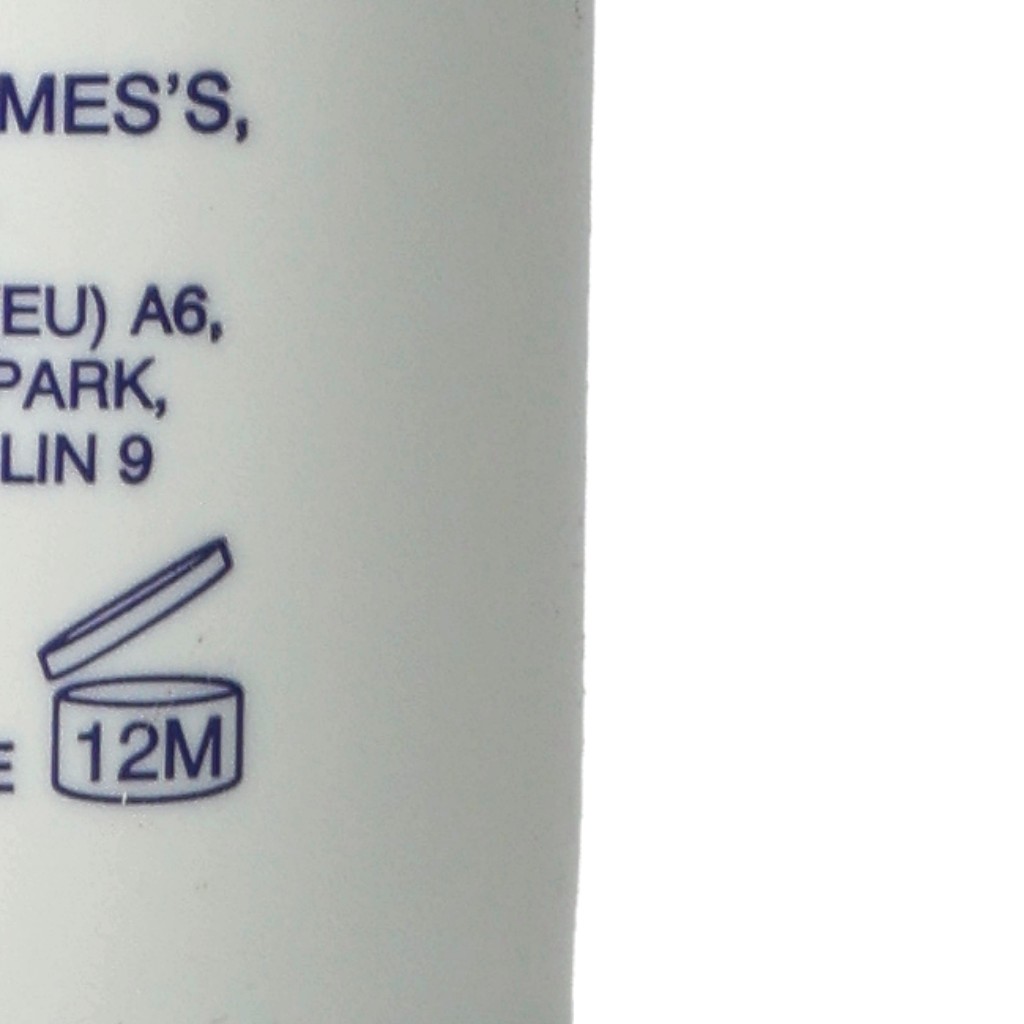 MES'S,
EU) A6,
PARK,
LIN 9
E
12M